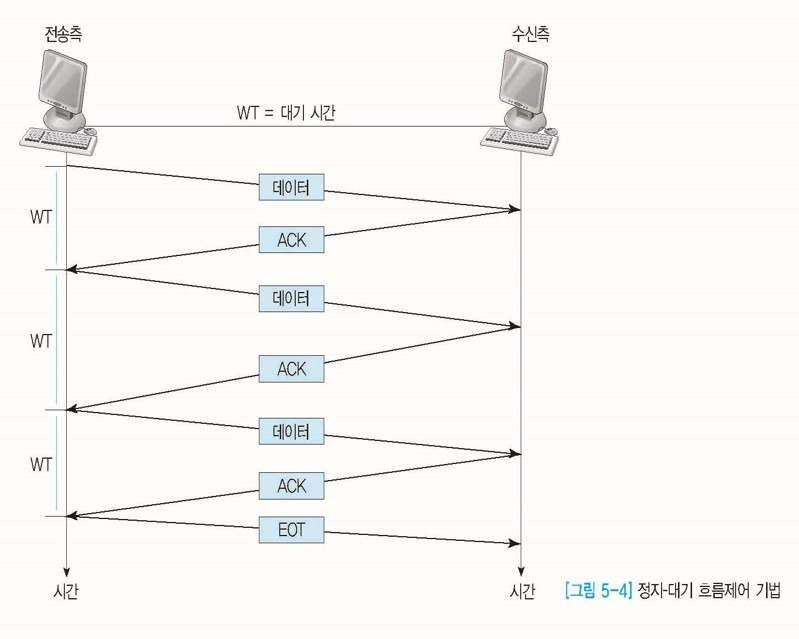 전송측
수신측
WT = 대기 시간
데이터
WT
ACK
데이터
WT
ACK
데이터
WT
ACK
EOT
시간
시간
[그림 5-4] 정지-대기 흐름제어 기법